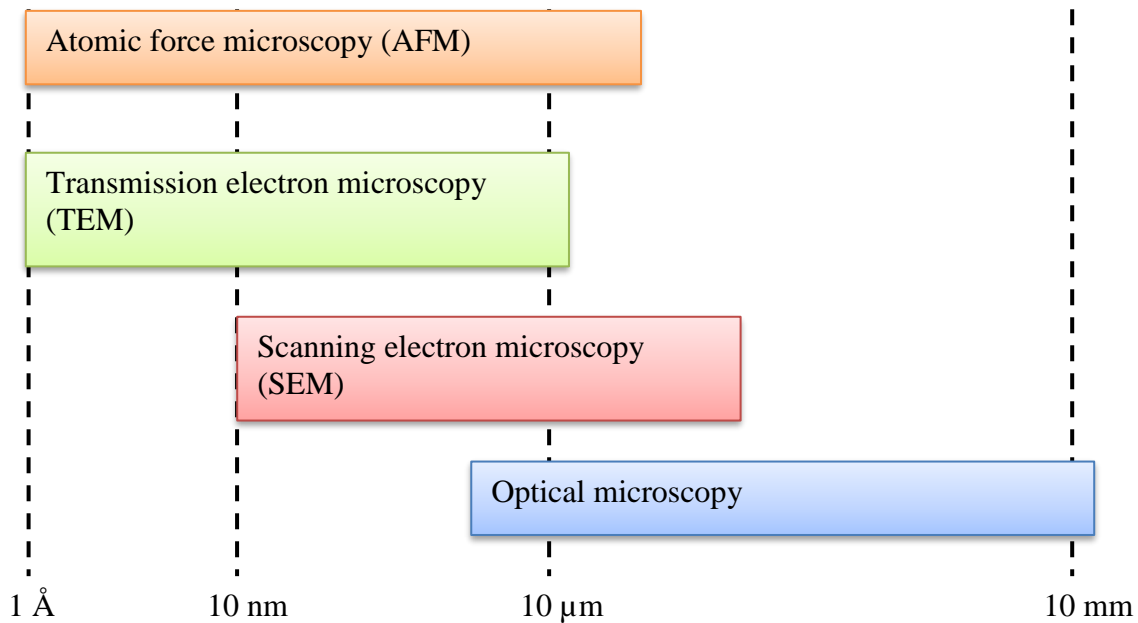 Atomic force microscopy (AFM)
Transmission electron microscopy
(TEM)
Scanning electron microscopy
(SEM)
Optical microscopy
1 Å 10 nm 10 µm 10 mm